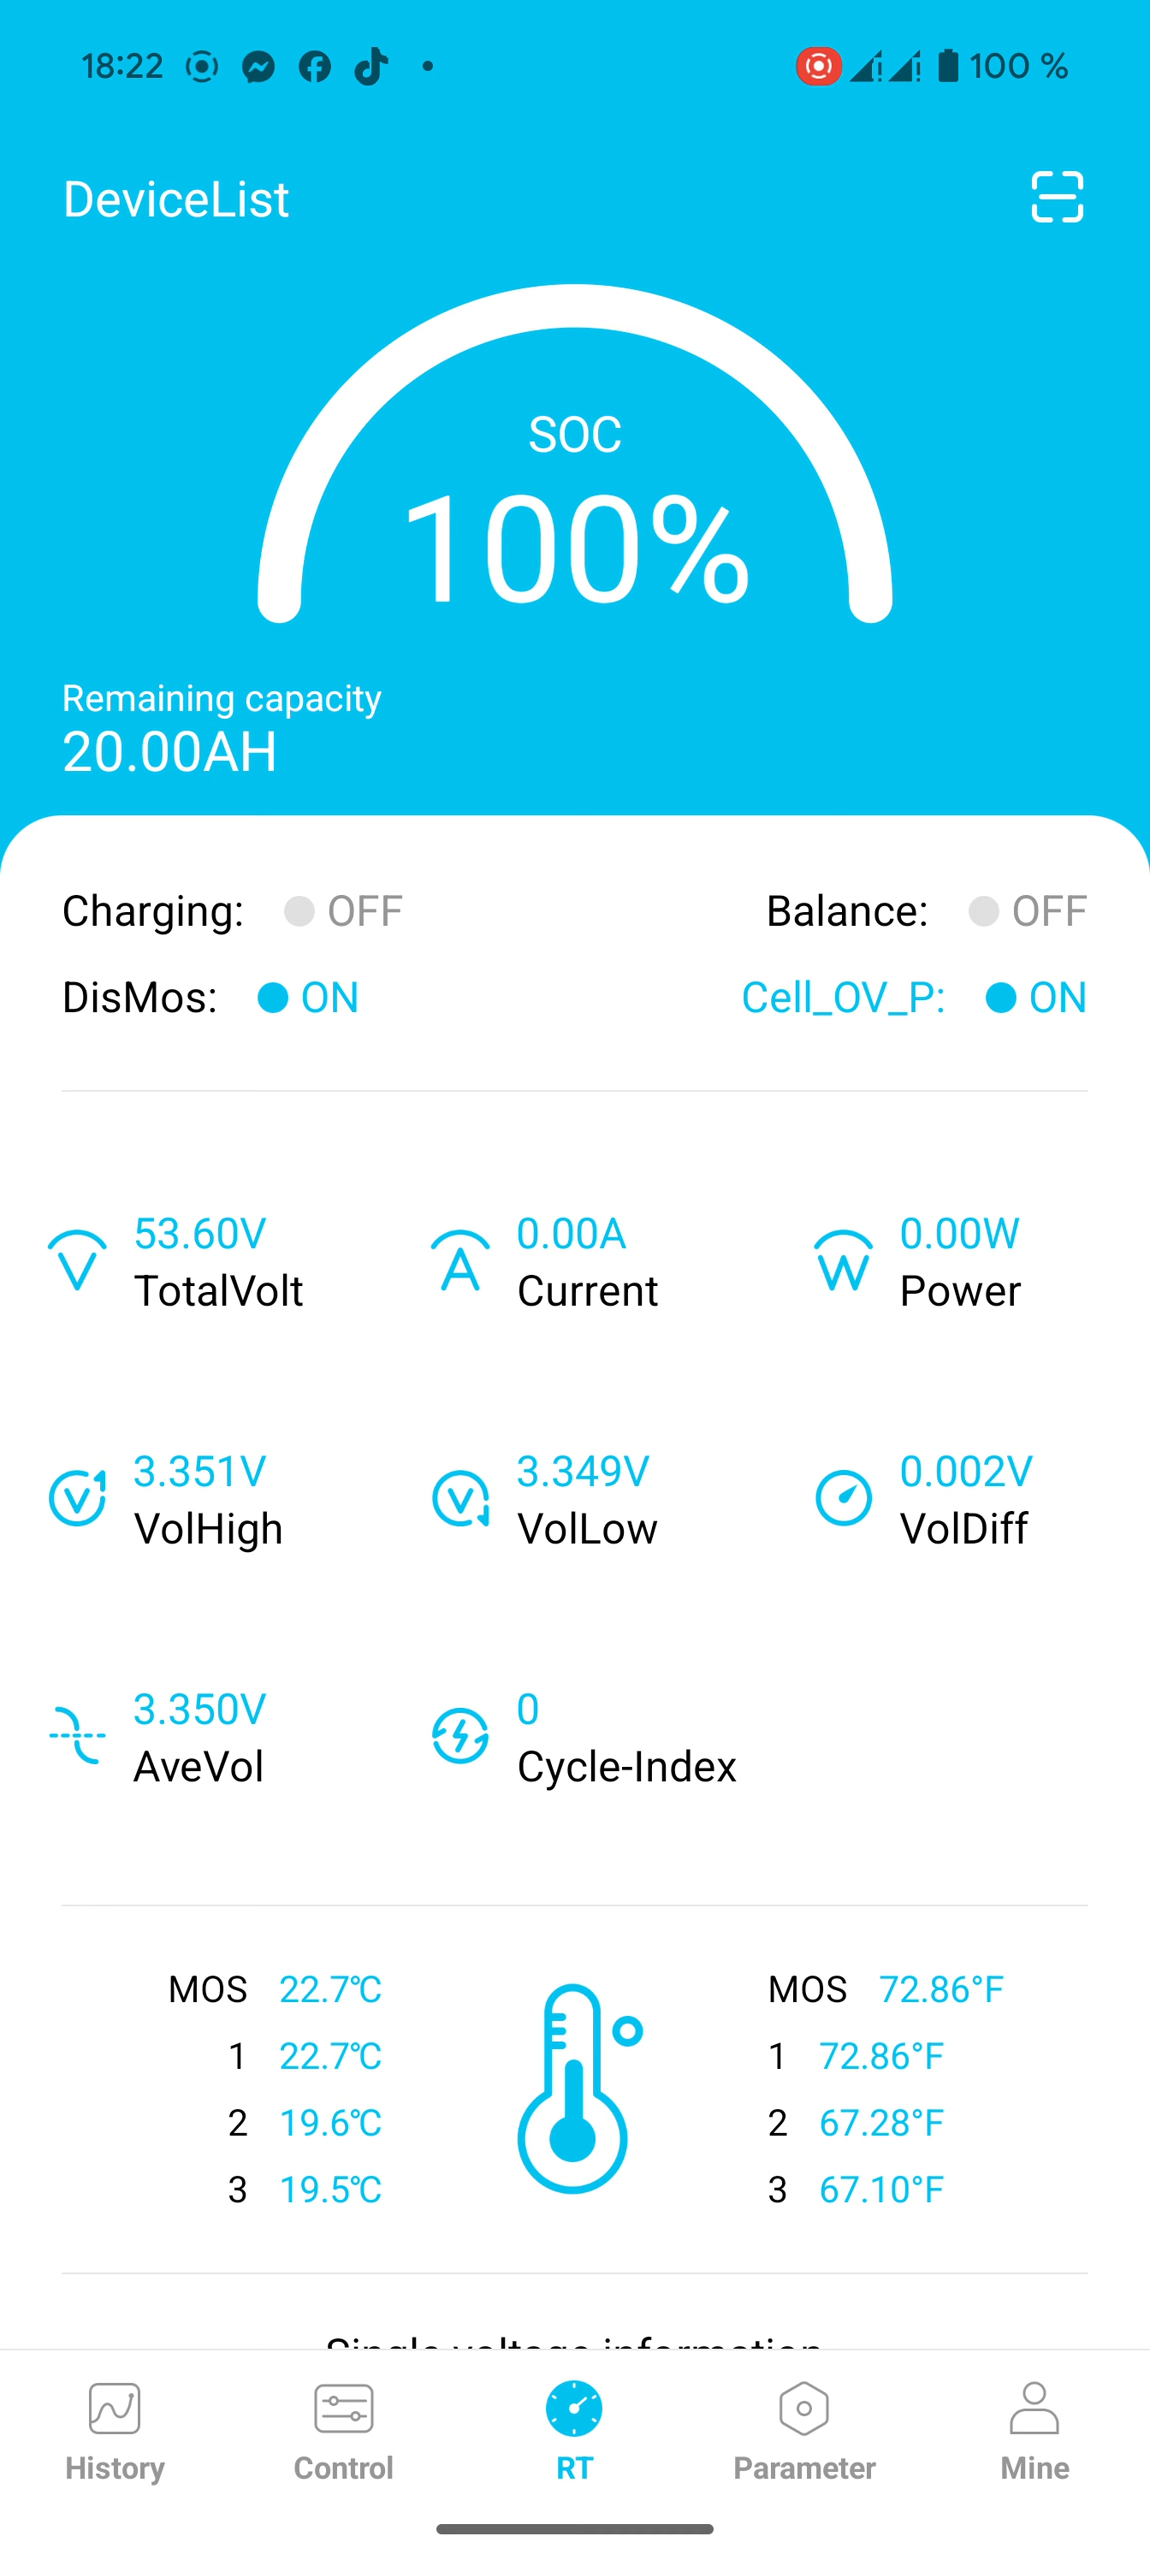 18:22 100 %
DeviceList
SOC
100%
Remaining capacity
20.00AH
Charging: OFF Balance: OFF
DisMos: ON Cell_OV_P: ON
53.60V 0.00A 0.00W
TotalVolt Current Power
3.351V 3.349V 0.002V
VolHigh VolLow VolDiff
3.350V 0
AveVol Cycle-Index
MOS 22.7℃ MOS 72.86°F
1 22.7℃ 1 72.86°F
2 19.6℃ 2 67.28°F
3 19.5℃ 3 67.10°F
Single voltage information
History Control RT Parameter Mine